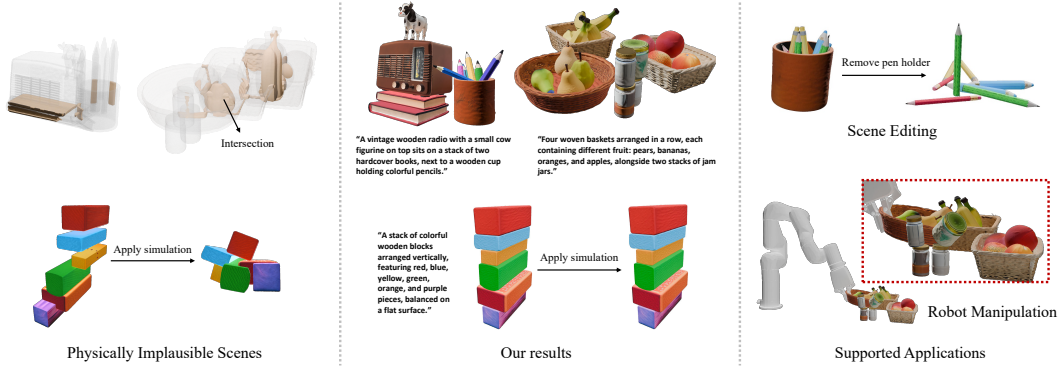 Intersection
Apply simulation
Physically Implausible Scenes
“A vintage wooden radio with a small cow
figurine on top sits on a stack of two
hardcover books, next to a wooden cup
holding colorful pencils.”
“Four woven baskets arranged in a row, each
containing different fruit: pears, bananas,
oranges, and apples, alongside two stacks of jam
jars.”
“A stack of colorful
wooden blocks
arranged vertically,
featuring red, blue,
yellow, green,
orange, and purple
pieces, balanced on
a flat surface.”
Apply simulation
Our results
Remove pen holder
Scene Editing
Robot Manipulation
Supported Applications